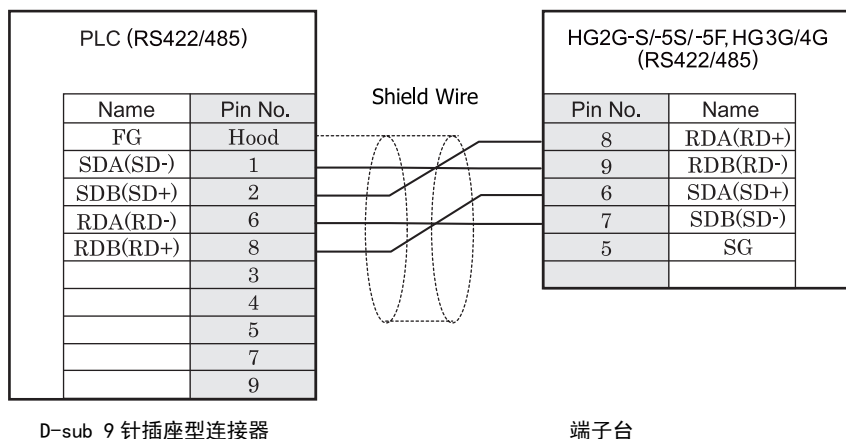 PLC (RS422/485)
Name Pin No.
FG Hood
SDA(SD-) 1
SDB(SD+) 2
RDA(RD-) 6
RDB(RD+) 8
3
4
5
7
9
D-sub 9 针插座型连接器
Shield Wire
HG2G-S/-5S/-5F, HG3G/4G
(RS422/485)
Pin No. Name
8 RDA(RD+)
9 RDB(RD-)
6 SDA(SD+)
7 SDB(SD-)
5 SG
端子台